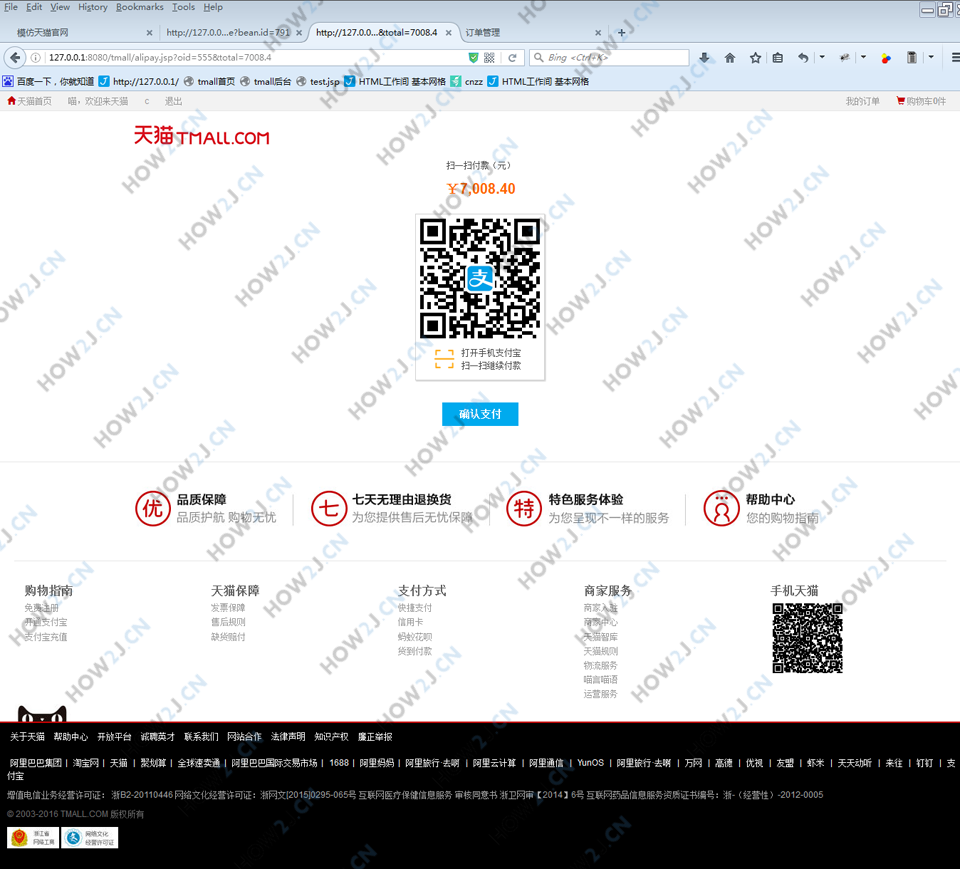 File Edit View History Bookmarks Tools Help
模仿天猫官网 × http://127.0.0...e?bean.id=791 × http://127.0.0...&total=7008.4 × 订单管理 × +
127.0.0.1:8080/tmall/alipay.jsp?oid=555&total=7008.4 Bing <Ctrl+K>
百度一下，你就知道 http://127.0.0.1/ tmall首页 tmall后台 test.jsp HTML工作间 基本网格 cnzz HTML工作间 基本网格
天猫首页 喵，欢迎来天猫 c 退出 我的订单 购物车0件
天猫TMALL.COM
扫一扫付款（元）
￥7,008.40
支
打开手机支付宝
扫一扫继续付款
确认支付
优 品质保障 七 七天无理由退换货 特 特色服务体验 帮助中心
品质护航 购物无忧 为您提供售后无忧保障 为您呈现不一样的服务 您的购物指南
购物指南 天猫保障 支付方式 商家服务 手机天猫
免费注册 发票保障 快捷支付 商家入驻
开通支付宝 售后规则 信用卡 商家中心
支付宝充值 缺货赔付 蚂蚁花呗 天猫智库
货到付款 天猫规则
物流服务
喵言喵语
运营服务
关于天猫 帮助中心 开放平台 诚聘英才 联系我们 网站合作 法律声明 知识产权 廉正举报
阿里巴巴集团 | 淘宝网 | 天猫 | 聚划算 | 全球速卖通 | 阿里巴巴国际交易市场 | 1688 | 阿里妈妈 | 阿里旅行·去啊 | 阿里云计算 | 阿里通信 | YunOS | 阿里旅行·去啊 | 万网 | 高德 | 优视 | 友盟 | 虾米 | 天天动听 | 来往 | 钉钉 | 支
付宝
增值电信业务经营许可证： 浙B2-20110446 网络文化经营许可证：浙网文[2015]0295-065号 互联网医疗保健信息服务 审核同意书 浙卫网审【2014】6号 互联网药品信息服务资质证书编号：浙-（经营性）-2012-0005
© 2003-2016 TMALL.COM 版权所有
浙江省 网络文化
网络工商 经营许可证
HOW2J.CN